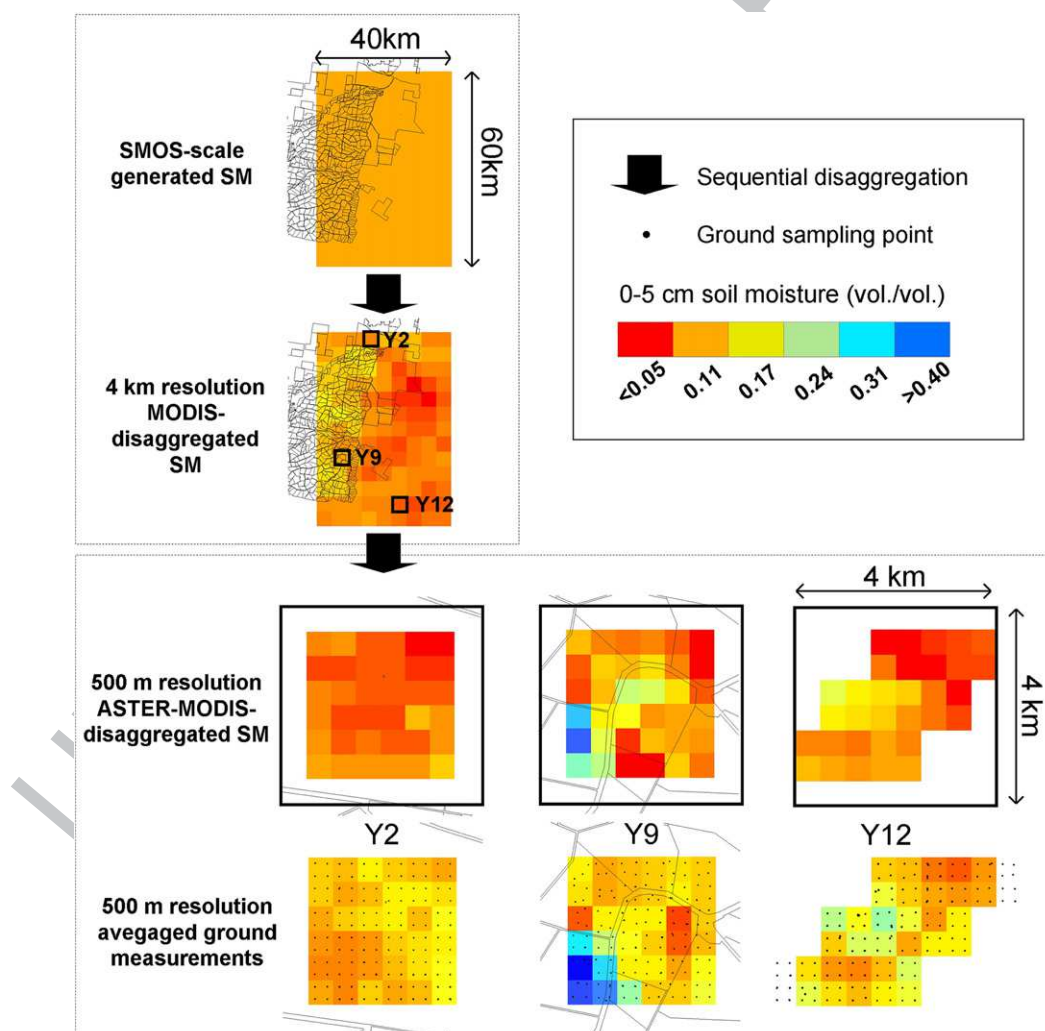 40km
60km
SMOS-scale
generated SM
Sequential disaggregation
Ground sampling point
0-5 cm soil moisture (vol./vol.)
<0.05
0.11
0.17
0.24
0.31
>0.40
4 km resolution
MODIS-
disaggregated
SM
Y2
Y9
Y12
4 km
4 km
500 m resolution
ASTER-MODIS-
disaggregated SM
Y2
Y9
Y12
500 m resolution
avegaged ground
measurements